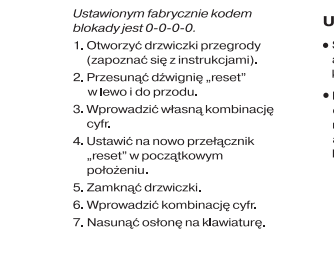 Ustawionym fabrycznie kodem
blokady jest 0-0-0-0.
1. Otworzyć drzwiczki przegrody
(zapoznać się z instrukcjami).
2. Przesunąć dźwignię „reset”
w lewo i do przodu.
3. Wprowadzić własną kombinację
cyfr.
4. Ustawić na nowo przełącznik
„reset” w początkowym
położeniu.
5. Zamknąć drzwiczki.
6. Wprowadzić kombinację cyfr.
7. Nasunąć osłonę na klawiaturę.